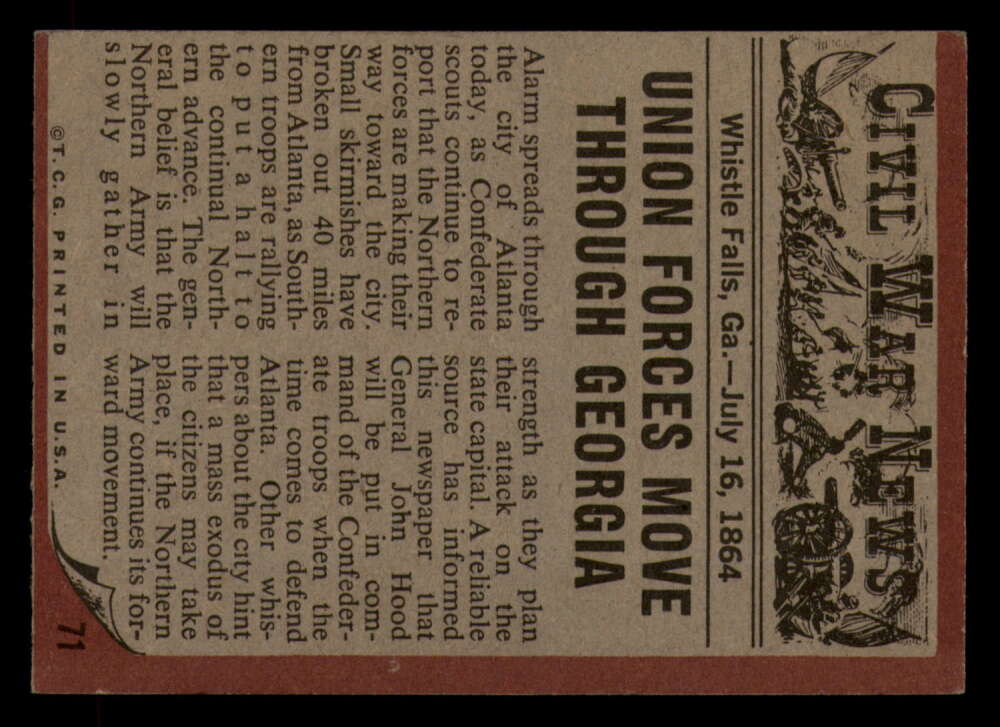 CIVIL WAR NEWS
Whistle Falls, Ga.—July 16, 1864
UNION FORCES MOVE
THROUGH GEORGIA
Alarm spreads through
the city of Atlanta
today, as Confederate
scouts continue to re-
port that the Northern
forces are making their
way toward the city.
Small skirmishes have
broken out 40 miles
from Atlanta, as South-
ern troops are rallying
to put a halt to
the continual North-
ern advance. The gen-
eral belief is that the
Northern Army will
slowly gather in
strength as they plan
their attack on the
state capital. A reliable
source has informed
this newspaper that
General John Hood
will be put in com-
mand of the Confeder-
ate troops when the
time comes to defend
Atlanta. Other whis-
pers about the city hint
that a mass exodus of
the citizens may take
place, if the Northern
Army continues its for-
ward movement.
©T.C.G. PRINTED IN U.S.A.
71